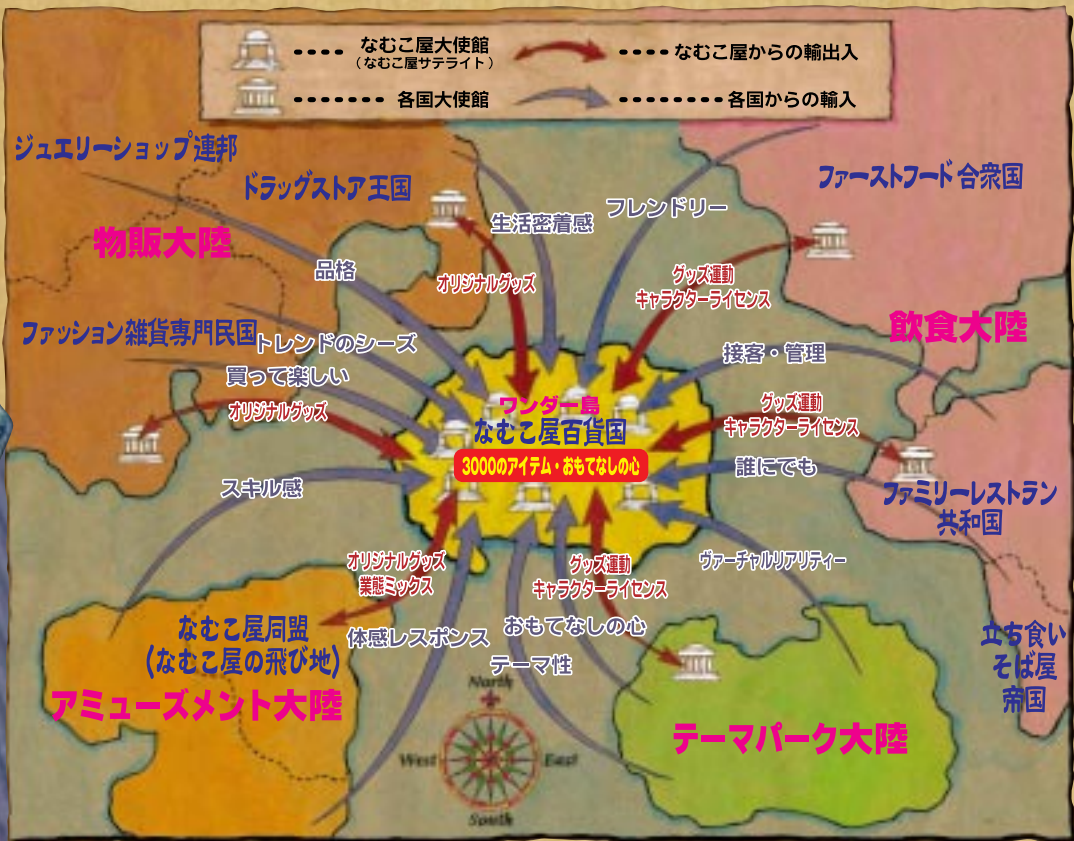 なむこ屋大使館
（なむこ屋サテライト）
なむこ屋からの輸出入
各国大使館
各国からの輸入
ジュエリーショップ連邦
ドラッグストア王国
ファーストフード合衆国
物販大陸
生活密着感
フレンドリー
品格
オリジナルグッズ
グッズ運動
キャラクターライセンス
ファッション雑貨専門民国
トレンドのシーズ
飲食大陸
接客・管理
買って楽しい
オリジナルグッズ
ワンダー島
なむこ屋百貨国
3000のアイテム・おもてなしの心
グッズ運動
キャラクターライセンス
誰にでも
スキル感
ファミリーレストラン
共和国
オリジナルグッズ
業態ミックス
グッズ運動
キャラクターライセンス
ヴァーチャルリアリティー
なむこ屋同盟
(なむこ屋の飛び地)
体感レスポンス
おもてなしの心
テーマ性
立ち食い
そば屋
帝国
アミューズメント大陸
テーマパーク大陸
North
West
East
South